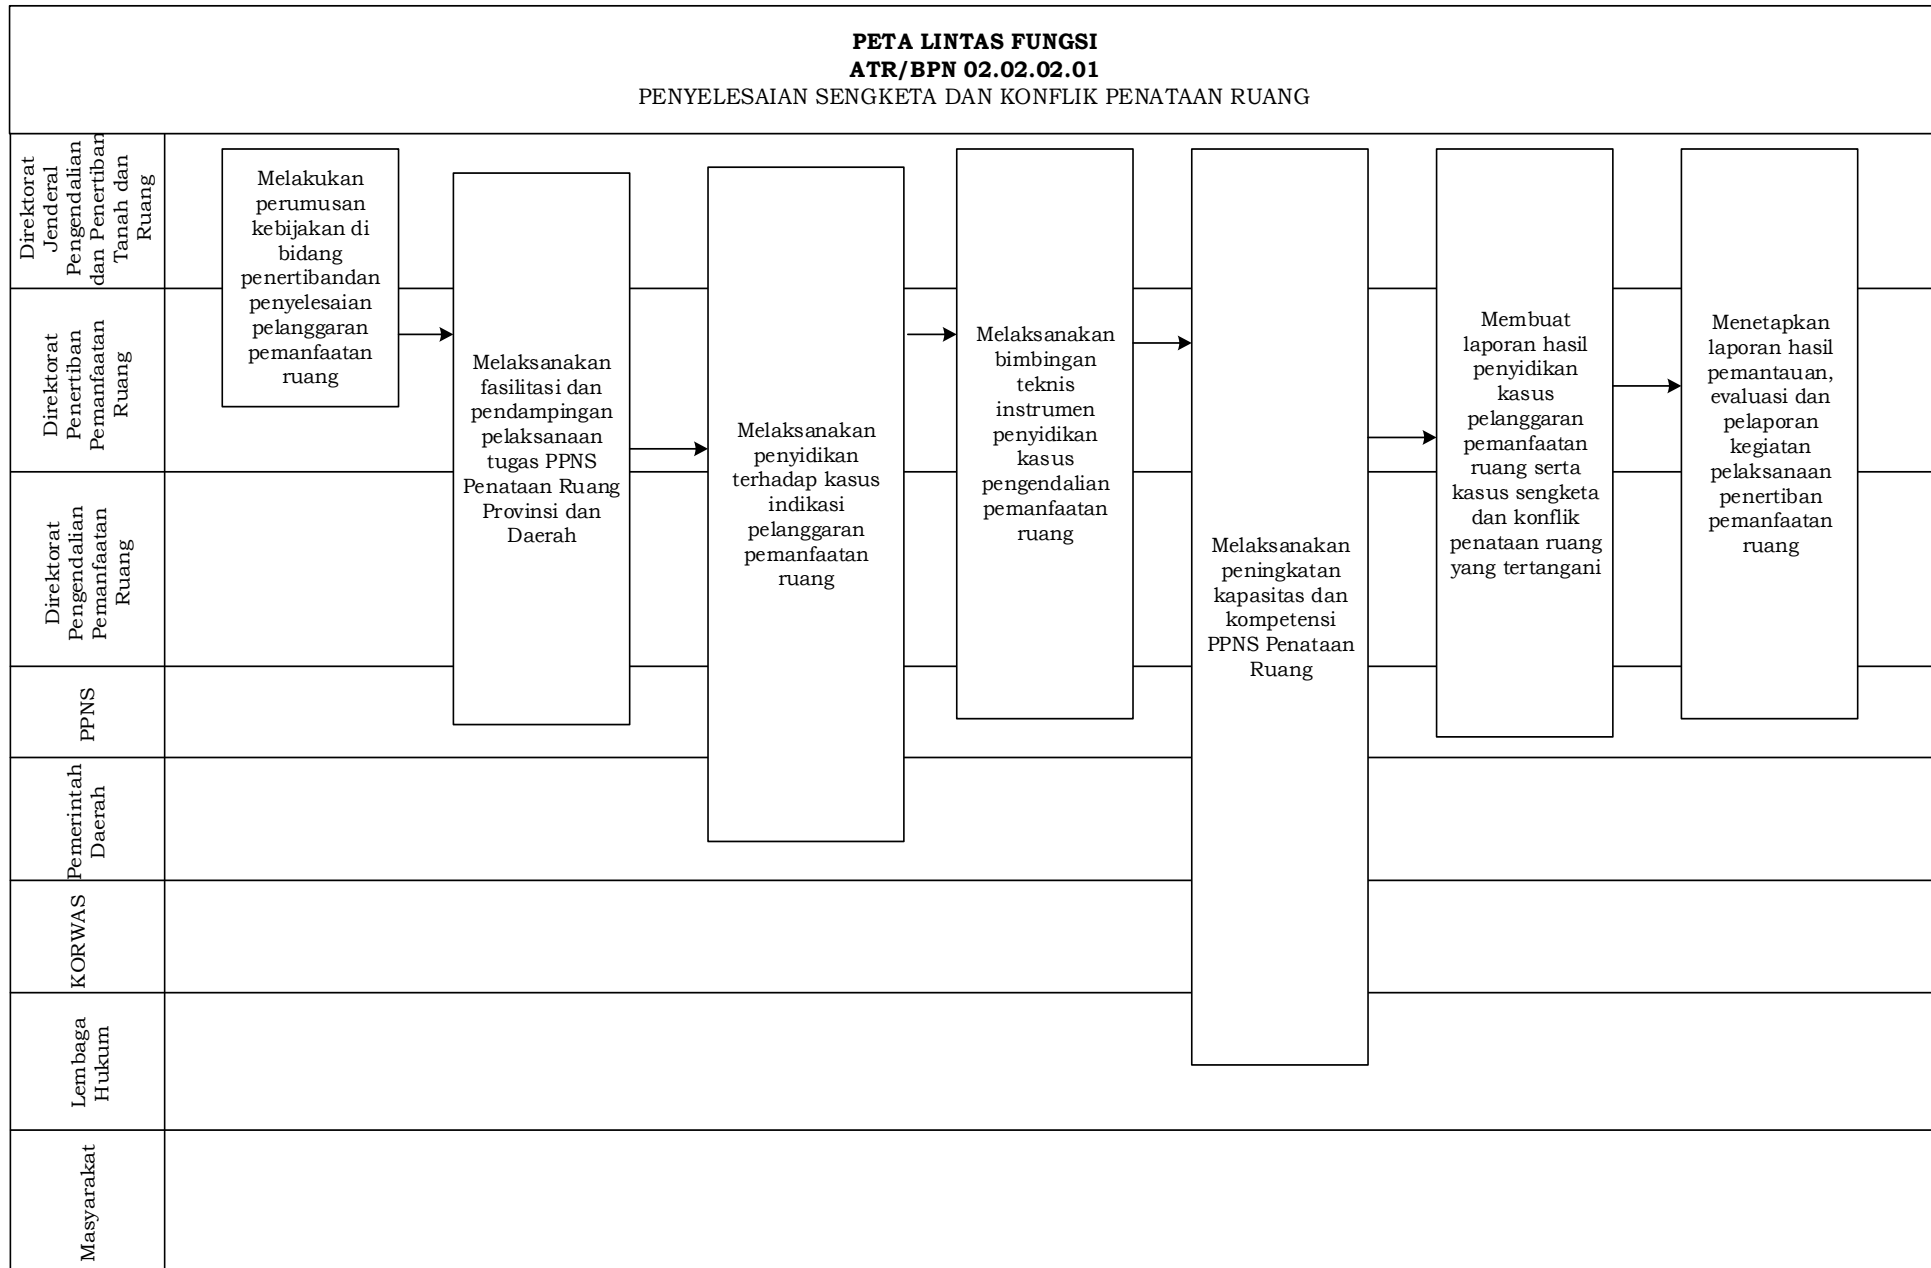 PETA LINTAS FUNGSI
ATR/BPN 02.02.02.01
PENYELESAIAN SENGKETA DAN KONFLIK PENATAAN RUANG
Direktorat
Jenderal
Pengendalian
dan Penertiban
Tanah dan
Ruang
Direktorat
Penertiban
Pemanfaatan
Ruang
Direktorat
Pengendalian
Pemanfaatan
Ruang
PPNS
Pemerintah
Daerah
KORWAS
Lembaga
Hukum
Masyarakat
Melakukan
perumusan
kebijakan di
bidang
penertibandan
penyelesaian
pelanggaran
pemanfaatan
ruang
Melaksanakan
fasilitasi dan
pendampingan
pelaksanaan
tugas PPNS
Penataan Ruang
Provinsi dan
Daerah
Melaksanakan
penyidikan
terhadap kasus
indikasi
pelanggaran
pemanfaatan
ruang
Melaksanakan
bimbingan
teknis
instrumen
penyidikan
kasus
pengendalian
pemanfaatan
ruang
Melaksanakan
peningkatan
kapasitas dan
kompetensi
PPNS Penataan
Ruang
Membuat
laporan hasil
penyidikan
kasus
pelanggaran
pemanfaatan
ruang serta
kasus sengketa
dan konflik
penataan ruang
yang tertangani
Menetapkan
laporan hasil
pemantauan,
evaluasi dan
pelaporan
kegiatan
pelaksanaan
penertiban
pemanfaatan
ruang